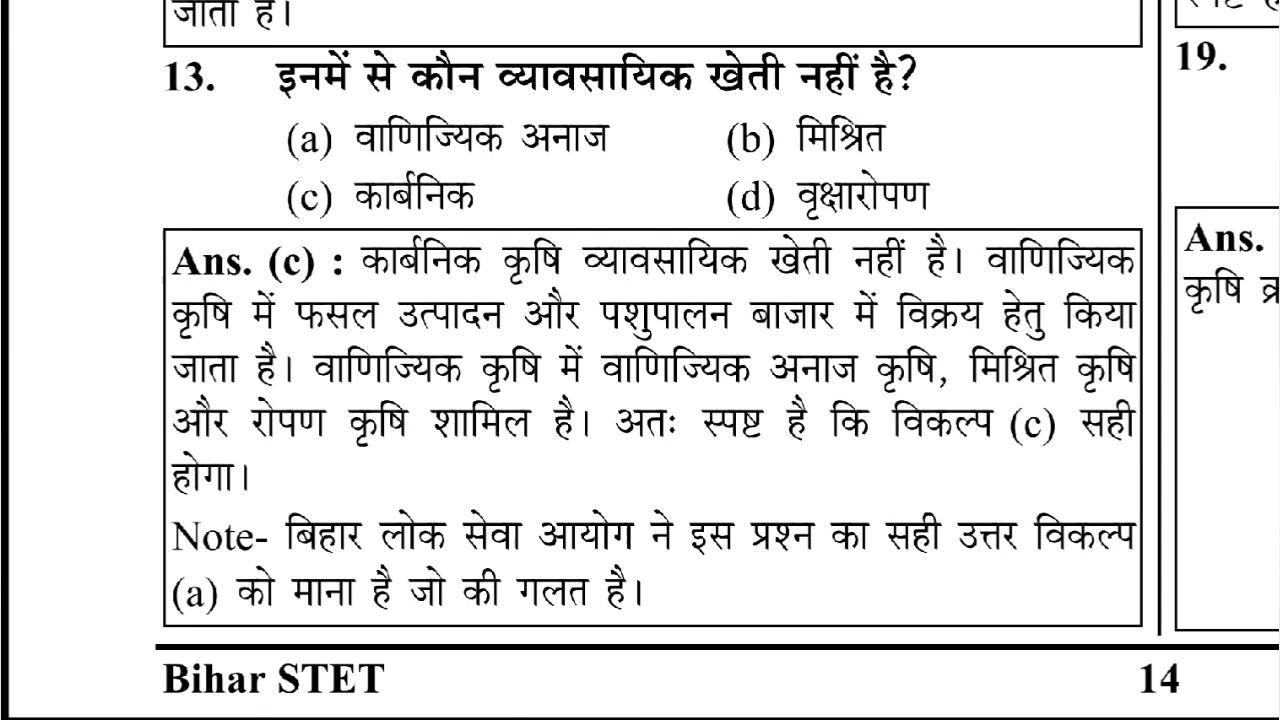 जाता है।
13. इनमें से कौन व्यावसायिक खेती नहीं है?
(a) वाणिज्यिक अनाज (b) मिश्रित
(c) कार्बनिक (d) वृक्षारोपण
Ans. (c) : कार्बनिक कृषि व्यावसायिक खेती नहीं है। वाणिज्यिक
कृषि में फसल उत्पादन और पशुपालन बाजार में विक्रय हेतु किया
जाता है। वाणिज्यिक कृषि में वाणिज्यिक अनाज कृषि, मिश्रित कृषि
और रोपण कृषि शामिल है। अतः स्पष्ट है कि विकल्प (c) सही
होगा।
Note- बिहार लोक सेवा आयोग ने इस प्रश्न का सही उत्तर विकल्प
(a) को माना है जो की गलत है।
19.
Ans.
कृषि
Bihar STET 14